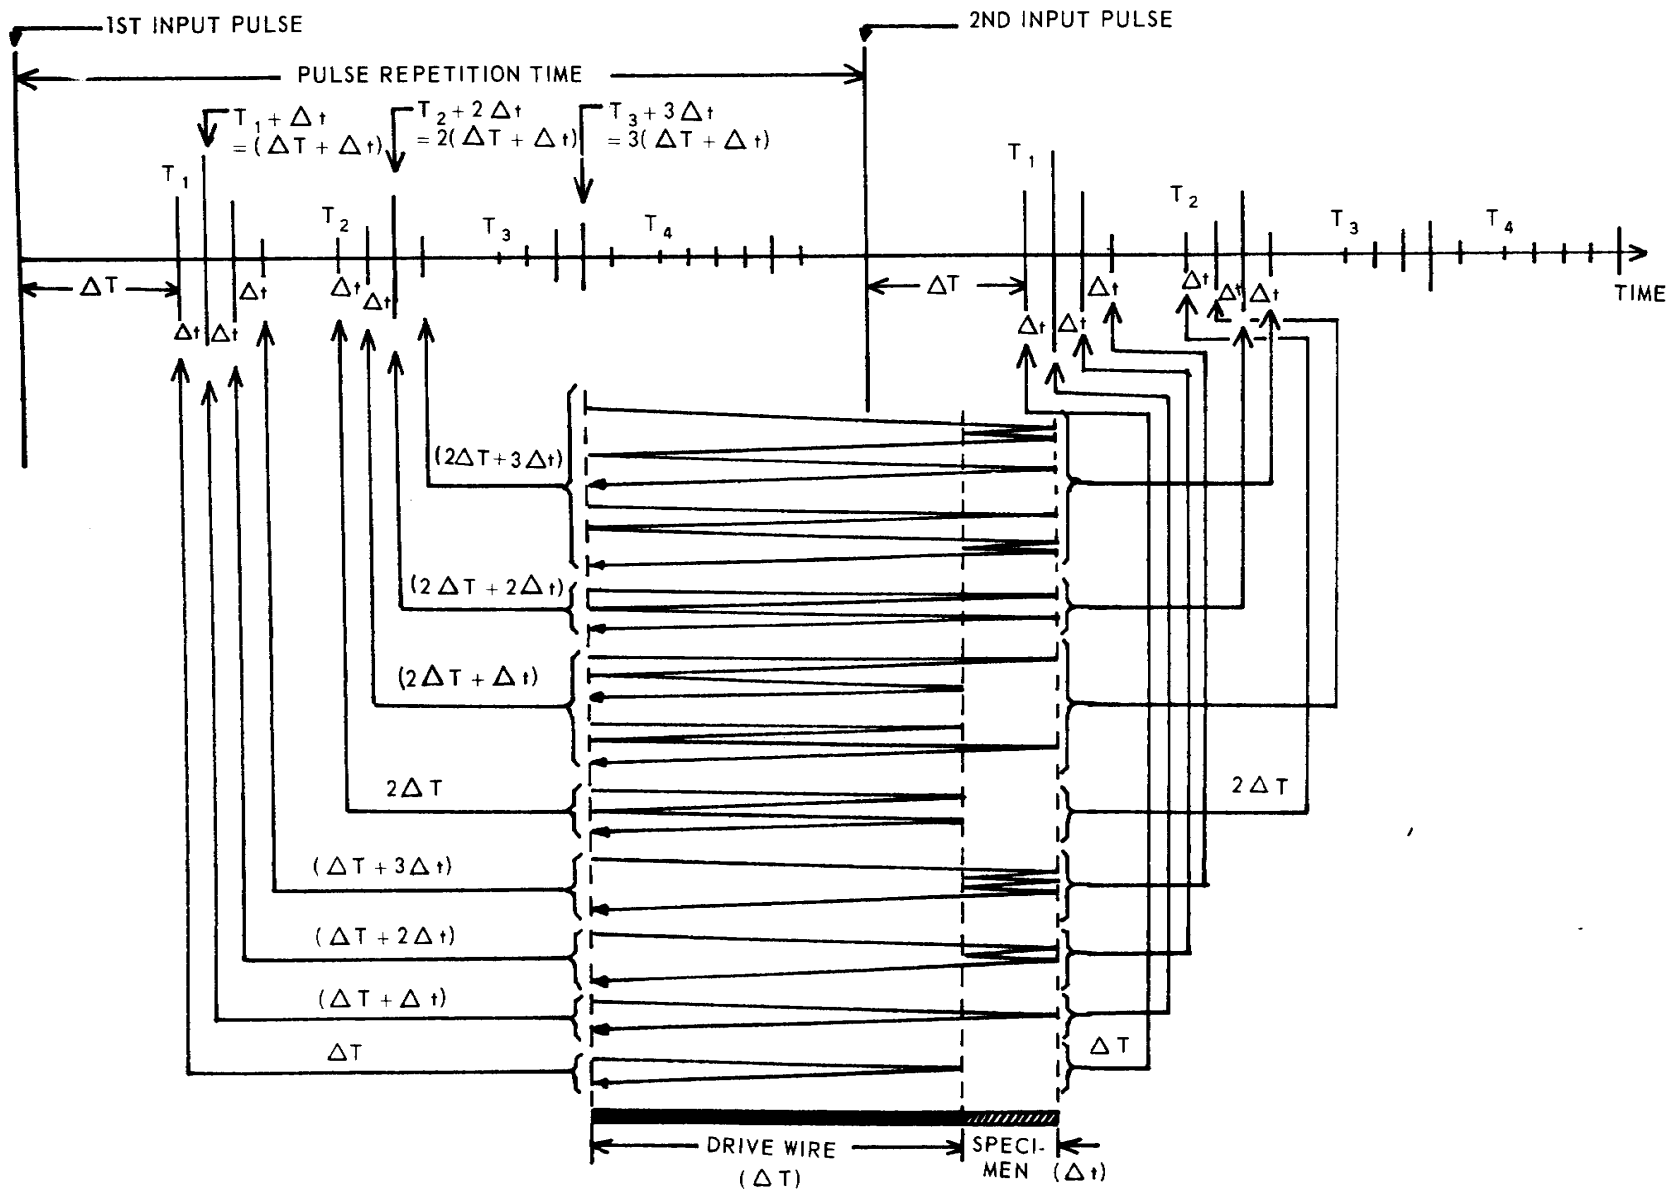 1ST INPUT PULSE
2ND INPUT PULSE
PULSE REPETITION TIME
T1 + Δt
= (ΔT + Δt)
T2 + 2Δt
= 2(ΔT + Δt)
T3 + 3Δt
= 3(ΔT + Δt)
T1
T2
T3
T4
T1
T2
T3
T4
ΔT
Δt
Δt
Δt
ΔT
Δt
Δt
Δt
Δt
TIME
Δt
Δt
Δt
Δt
Δt
(2ΔT + 3Δt)
(2ΔT + 2Δt)
(2ΔT + Δt)
2ΔT
2ΔT
(ΔT + 3Δt)
(ΔT + 2Δt)
(ΔT + Δt)
ΔT
ΔT
DRIVE WIRE
(ΔT)
SPECI-
MEN
(Δt)